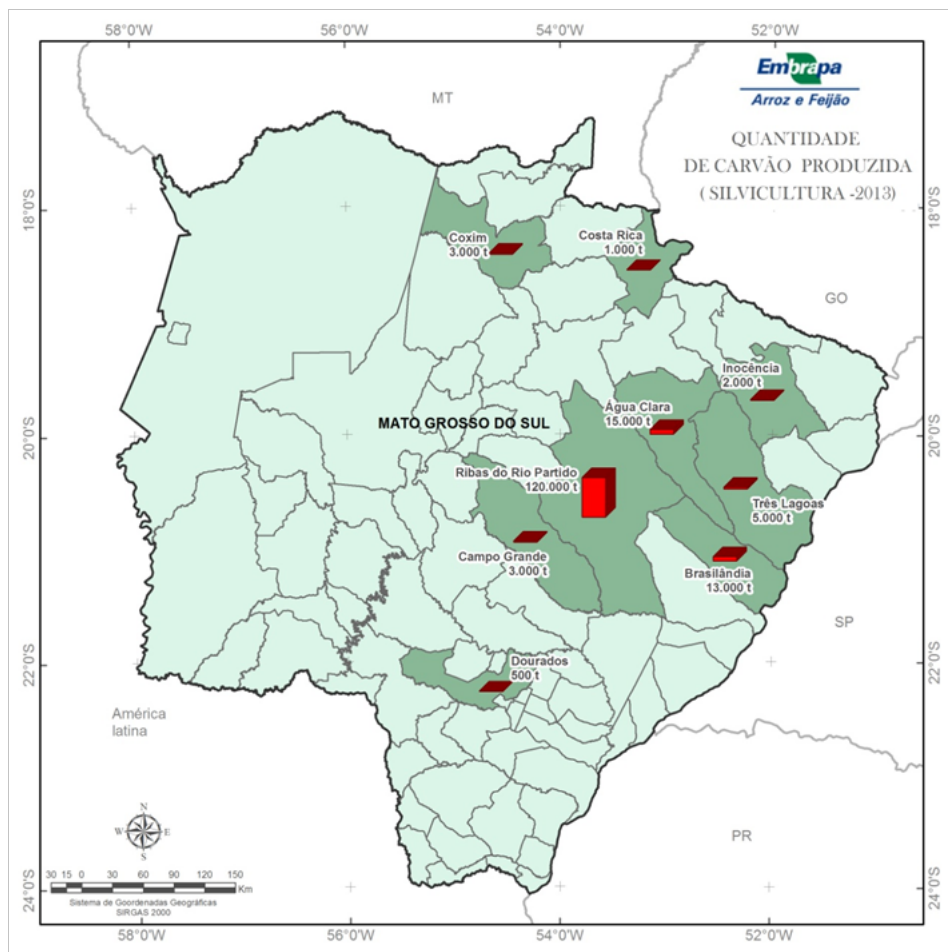 58°0'W 56°0'W 54°0'W 52°0'W
Embrapa
Arroz e Feijão
MT
QUANTIDADE
DE CARVÃO PRODUZIDA
( SILVICULTURA -2013)
18°0'S
18°0'S
Coxim
3.000 t
Costa Rica
1.000 t
GO
Inocência
2.000 t
Água Clara
15.000 t
MATO GROSSO DO SUL
20°0'S
20°0'S
Ribas do Rio Partido
120.000 t
Três Lagoas
5.000 t
Campo Grande
3.000 t
Brasilândia
13.000 t
SP
Dourados
500 t
22°0'S
22°0'S
América
latina
N
W E
S
PR
30 15 0 30 60 90 120 150
Km
Sistema de Goordenadas Geográficas
SIRGAS 2000
24°0'S
24°0'S
58°0'W 56°0'W 54°0'W 52°0'W